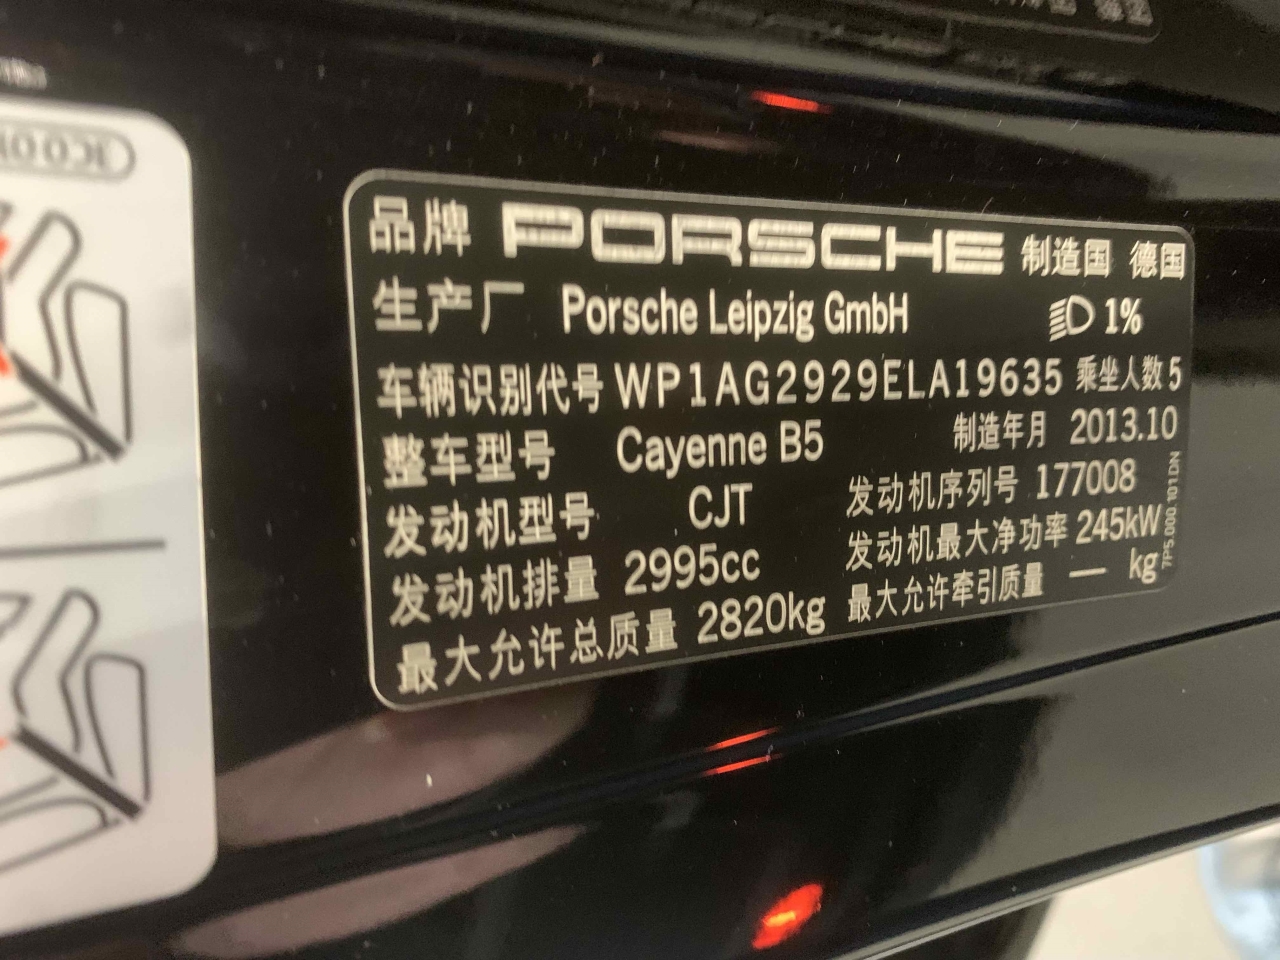 品牌 PORSCHE 制造国 德国
生产厂 Porsche Leipzig GmbH 1%
车辆识别代号 WP1AG2929ELA19635 乘坐人数 5
整车型号 Cayenne B5 制造年月 2013.10
发动机型号 CJT 发动机序列号 177008
发动机排量 2995cc 发动机最大净功率 245kW
最大允许总质量 2820kg 最大允许牵引质量 — kg
7P5.000.101.DN